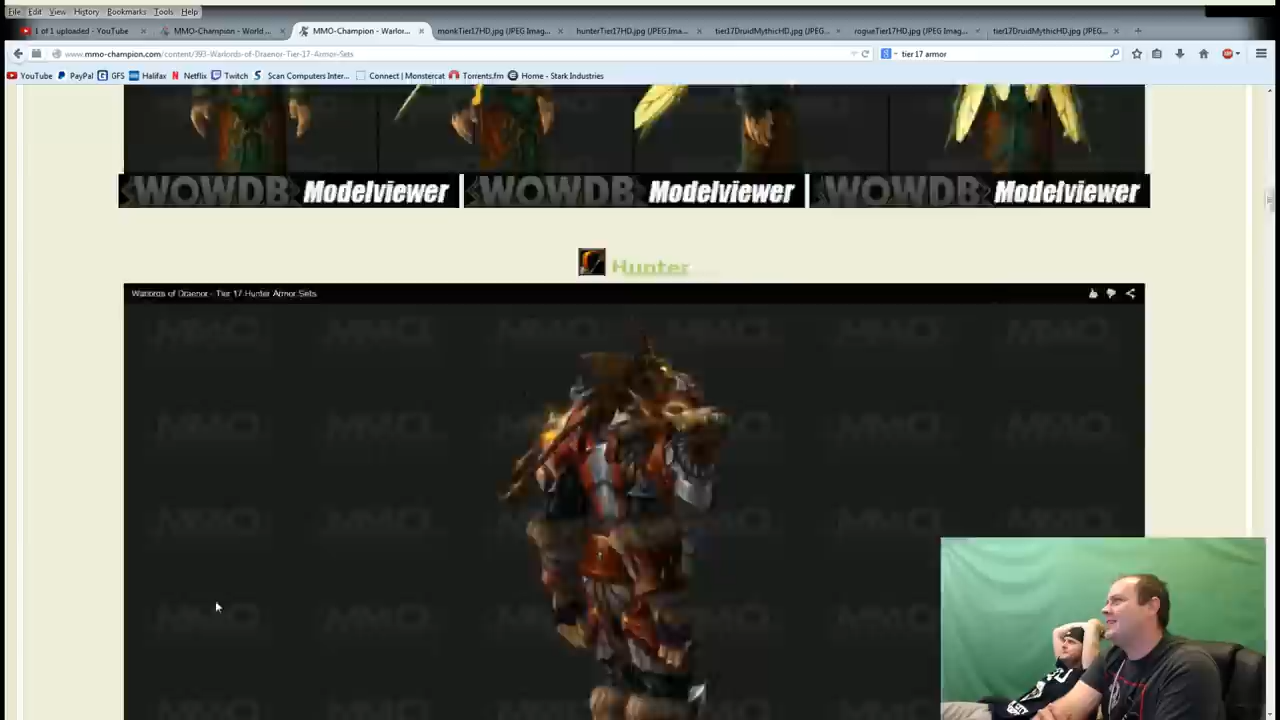 File Edit View History Bookmarks Tools Help
1 of 1 uploaded - YouTube × MMO-Champion - World ... × MMO-Champion - Warlor... × monkTier17HD.jpg (JPEG Imag... × hunterTier17HD.jpg (JPEG Ima... × tier17DruidMythicHD.jpg (JPEG... × rogueTier17HD.jpg (JPEG Imag... × tier17DruidMythicHD.jpg (JPEG... × +
www.mmo-champion.com/content/393-Warlords-of-Draenor-Tier-17-Armor-Sets tier 17 armor
YouTube PayPal GFS Halifax Netflix Twitch Scan Computers Inter... Connect | Monstercat Torrents.fm Home - Stark Industries
WOWDB Modelviewer WOWDB Modelviewer WOWDB Modelviewer
Hunter
Warlords of Draenor - Tier 17 Hunter Armor Sets